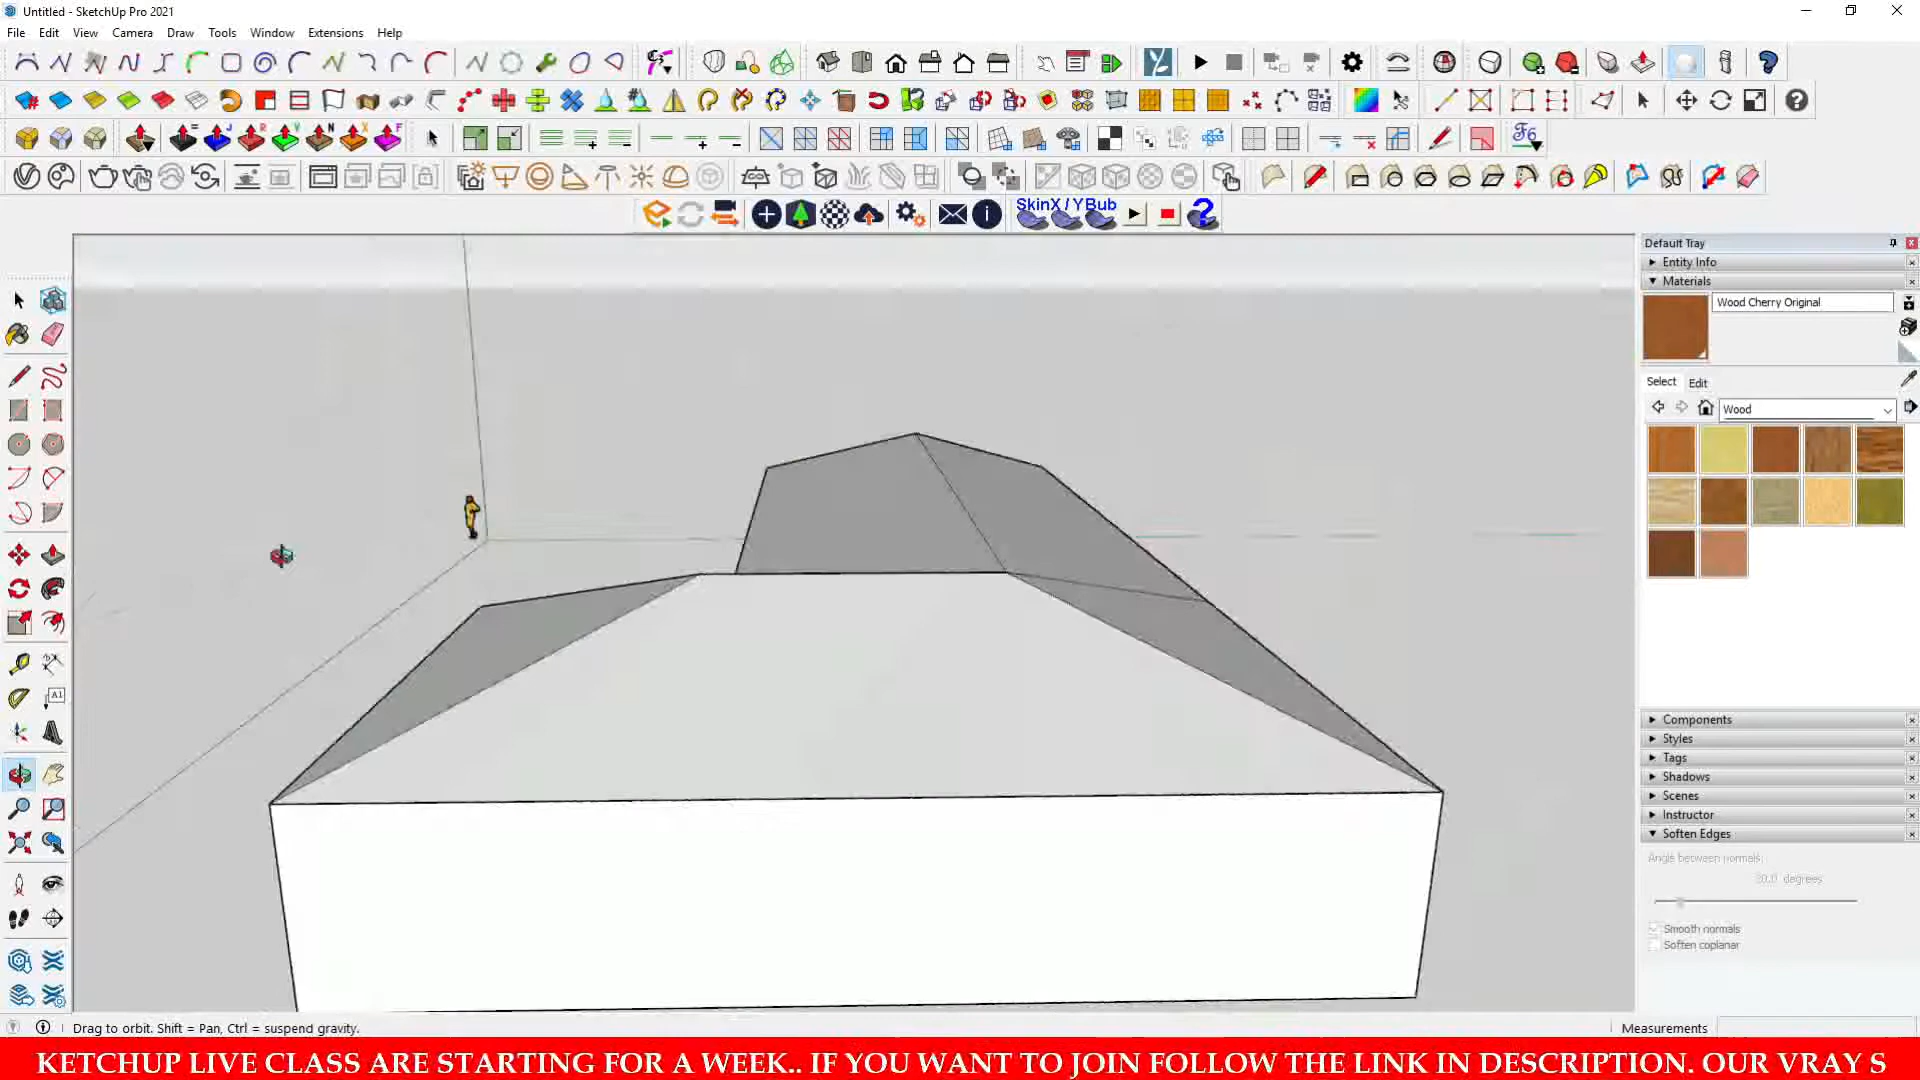 Untitled - SketchUp Pro 2021
File Edit View Camera Draw Tools Window Extensions Help
SkinX / YBub
Default Tray
Entity Info
Materials
Wood Cherry Original
Select Edit
Wood
Components
Styles
Tags
Shadows
Scenes
Instructor
Soften Edges
Angle between normals:
30.0 degrees
Smooth normals
Soften coplanar
Drag to orbit. Shift = Pan, Ctrl = suspend gravity.
Measurements
KETCHUP LIVE CLASS ARE STARTING FOR A WEEK.. IF YOU WANT TO JOIN FOLLOW THE LINK IN DESCRIPTION. OUR VRAY S